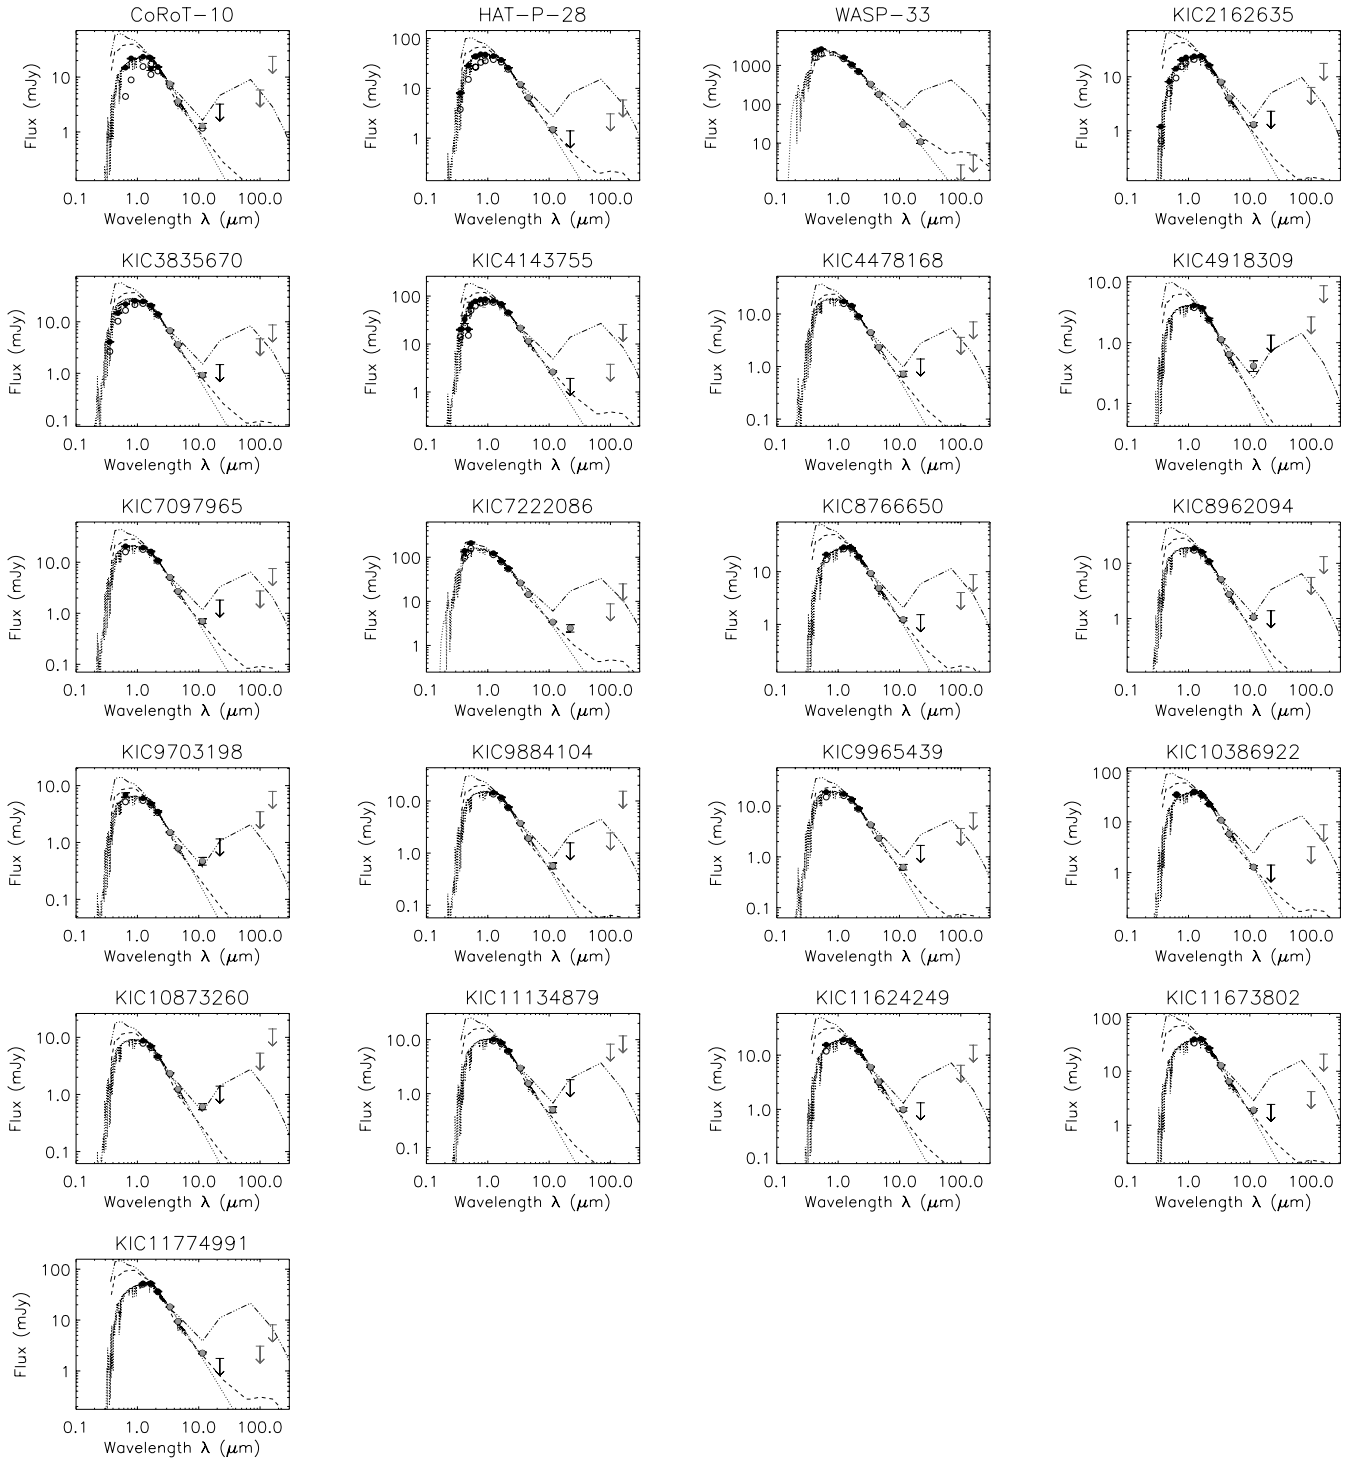 CoRoT-10
HAT-P-28
WASP-33
KIC2162635
Flux (mJy)
10
1
0.1 1.0 10.0 100.0
Wavelength λ (μm)
Flux (mJy)
100
10
1
0.1 1.0 10.0 100.0
Wavelength λ (μm)
Flux (mJy)
1000
100
10
0.1 1.0 10.0 100.0
Wavelength λ (μm)
Flux (mJy)
10
1
0.1 1.0 10.0 100.0
Wavelength λ (μm)
KIC3835670
KIC4143755
KIC4478168
KIC4918309
Flux (mJy)
10.0
1.0
0.1
0.1 1.0 10.0 100.0
Wavelength λ (μm)
Flux (mJy)
100
10
1
0.1 1.0 10.0 100.0
Wavelength λ (μm)
Flux (mJy)
10.0
1.0
0.1
0.1 1.0 10.0 100.0
Wavelength λ (μm)
Flux (mJy)
10.0
1.0
0.1
0.1 1.0 10.0 100.0
Wavelength λ (μm)
KIC7097965
KIC7222086
KIC8766650
KIC8962094
Flux (mJy)
10.0
1.0
0.1
0.1 1.0 10.0 100.0
Wavelength λ (μm)
Flux (mJy)
100
10
1
0.1 1.0 10.0 100.0
Wavelength λ (μm)
Flux (mJy)
10
1
0.1 1.0 10.0 100.0
Wavelength λ (μm)
Flux (mJy)
10.0
1.0
0.1
0.1 1.0 10.0 100.0
Wavelength λ (μm)
KIC9703198
KIC9884104
KIC9965439
KIC10386922
Flux (mJy)
10.0
1.0
0.1
0.1 1.0 10.0 100.0
Wavelength λ (μm)
Flux (mJy)
10.0
1.0
0.1
0.1 1.0 10.0 100.0
Wavelength λ (μm)
Flux (mJy)
10.0
1.0
0.1
0.1 1.0 10.0 100.0
Wavelength λ (μm)
Flux (mJy)
100
10
1
0.1 1.0 10.0 100.0
Wavelength λ (μm)
KIC10873260
KIC11134879
KIC11624249
KIC11673802
Flux (mJy)
10.0
1.0
0.1
0.1 1.0 10.0 100.0
Wavelength λ (μm)
Flux (mJy)
10.0
1.0
0.1
0.1 1.0 10.0 100.0
Wavelength λ (μm)
Flux (mJy)
10.0
1.0
0.1
0.1 1.0 10.0 100.0
Wavelength λ (μm)
Flux (mJy)
100
10
1
0.1 1.0 10.0 100.0
Wavelength λ (μm)
KIC11774991
Flux (mJy)
100
10
1
0.1 1.0 10.0 100.0
Wavelength λ (μm)